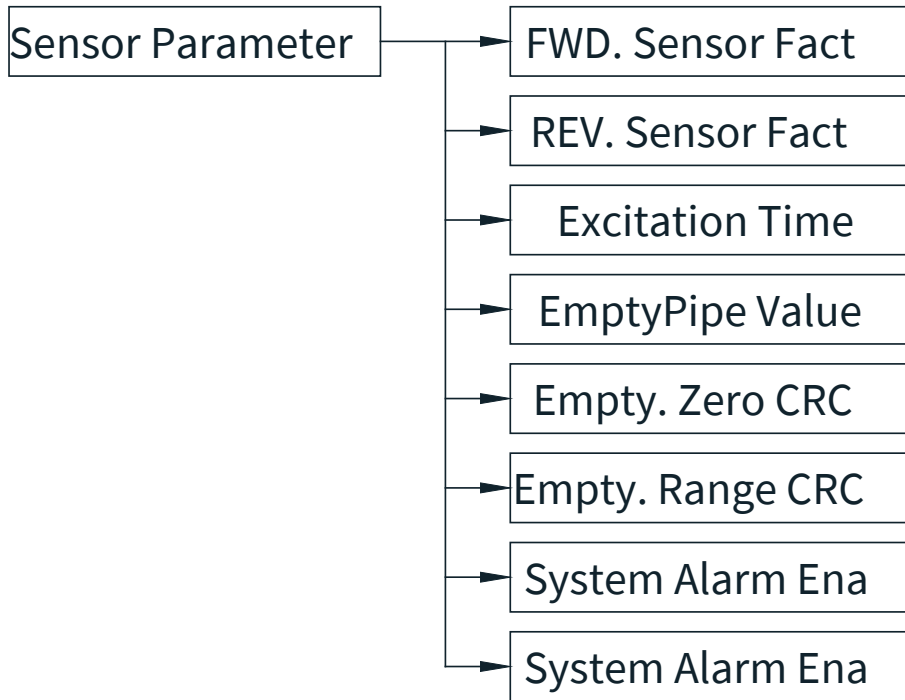 Sensor Parameter
FWD. Sensor Fact
REV. Sensor Fact
Excitation Time
EmptyPipe Value
Empty. Zero CRC
Empty. Range CRC
System Alarm Ena
System Alarm Ena